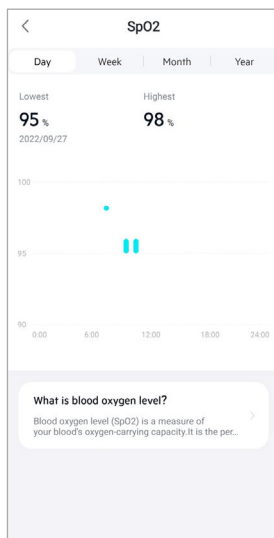 SpO2
Day Week Month Year
Lowest Highest
95 % 98 %
2022/09/27
100
95
90
0:00 6:00 12:00 18:00 24:00
What is blood oxygen level?
Blood oxygen level (SpO2) is a measure of
your blood's oxygen-carrying capacity.It is the per...